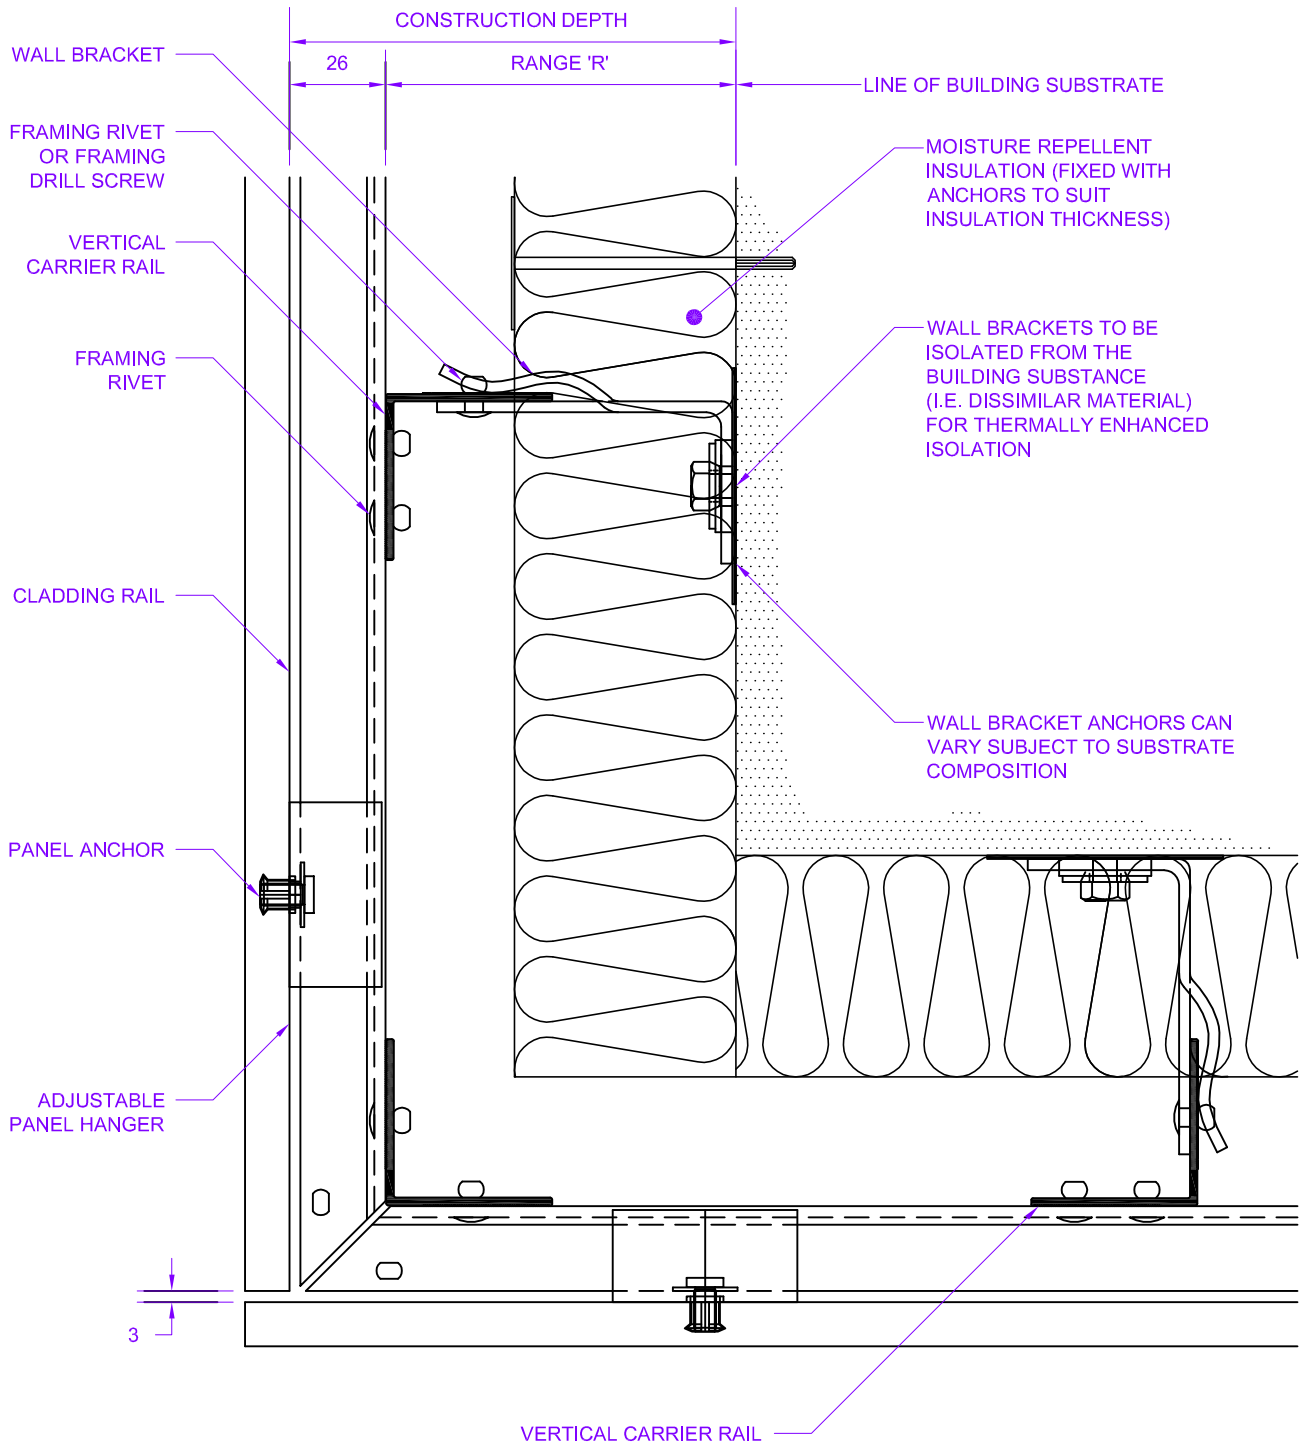 CONSTRUCTION DEPTH
WALL BRACKET
26
RANGE 'R'
LINE OF BUILDING SUBSTRATE
FRAMING RIVET
OR FRAMING
DRILL SCREW
MOISTURE REPELLENT
INSULATION (FIXED WITH
ANCHORS TO SUIT
INSULATION THICKNESS)
VERTICAL
CARRIER RAIL
WALL BRACKETS TO BE
ISOLATED FROM THE
BUILDING SUBSTANCE
(I.E. DISSIMILAR MATERIAL)
FOR THERMALLY ENHANCED
ISOLATION
FRAMING
RIVET
CLADDING RAIL
WALL BRACKET ANCHORS CAN
VARY SUBJECT TO SUBSTRATE
COMPOSITION
PANEL ANCHOR
ADJUSTABLE
PANEL HANGER
3
VERTICAL CARRIER RAIL